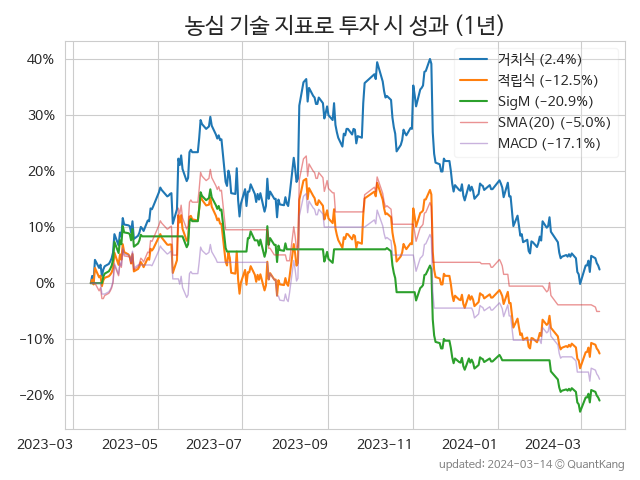 농심 기술 지표로 투자 시 성과 (1년)
40%
30%
20%
10%
0%
−10%
−20%
거치식 (2.4%)
적립식 (−12.5%)
SigM (−20.9%)
SMA(20) (−5.0%)
MACD (−17.1%)
2023-03 2023-05 2023-07 2023-09 2023-11 2024-01 2024-03
updated: 2024-03-14 © QuantKang